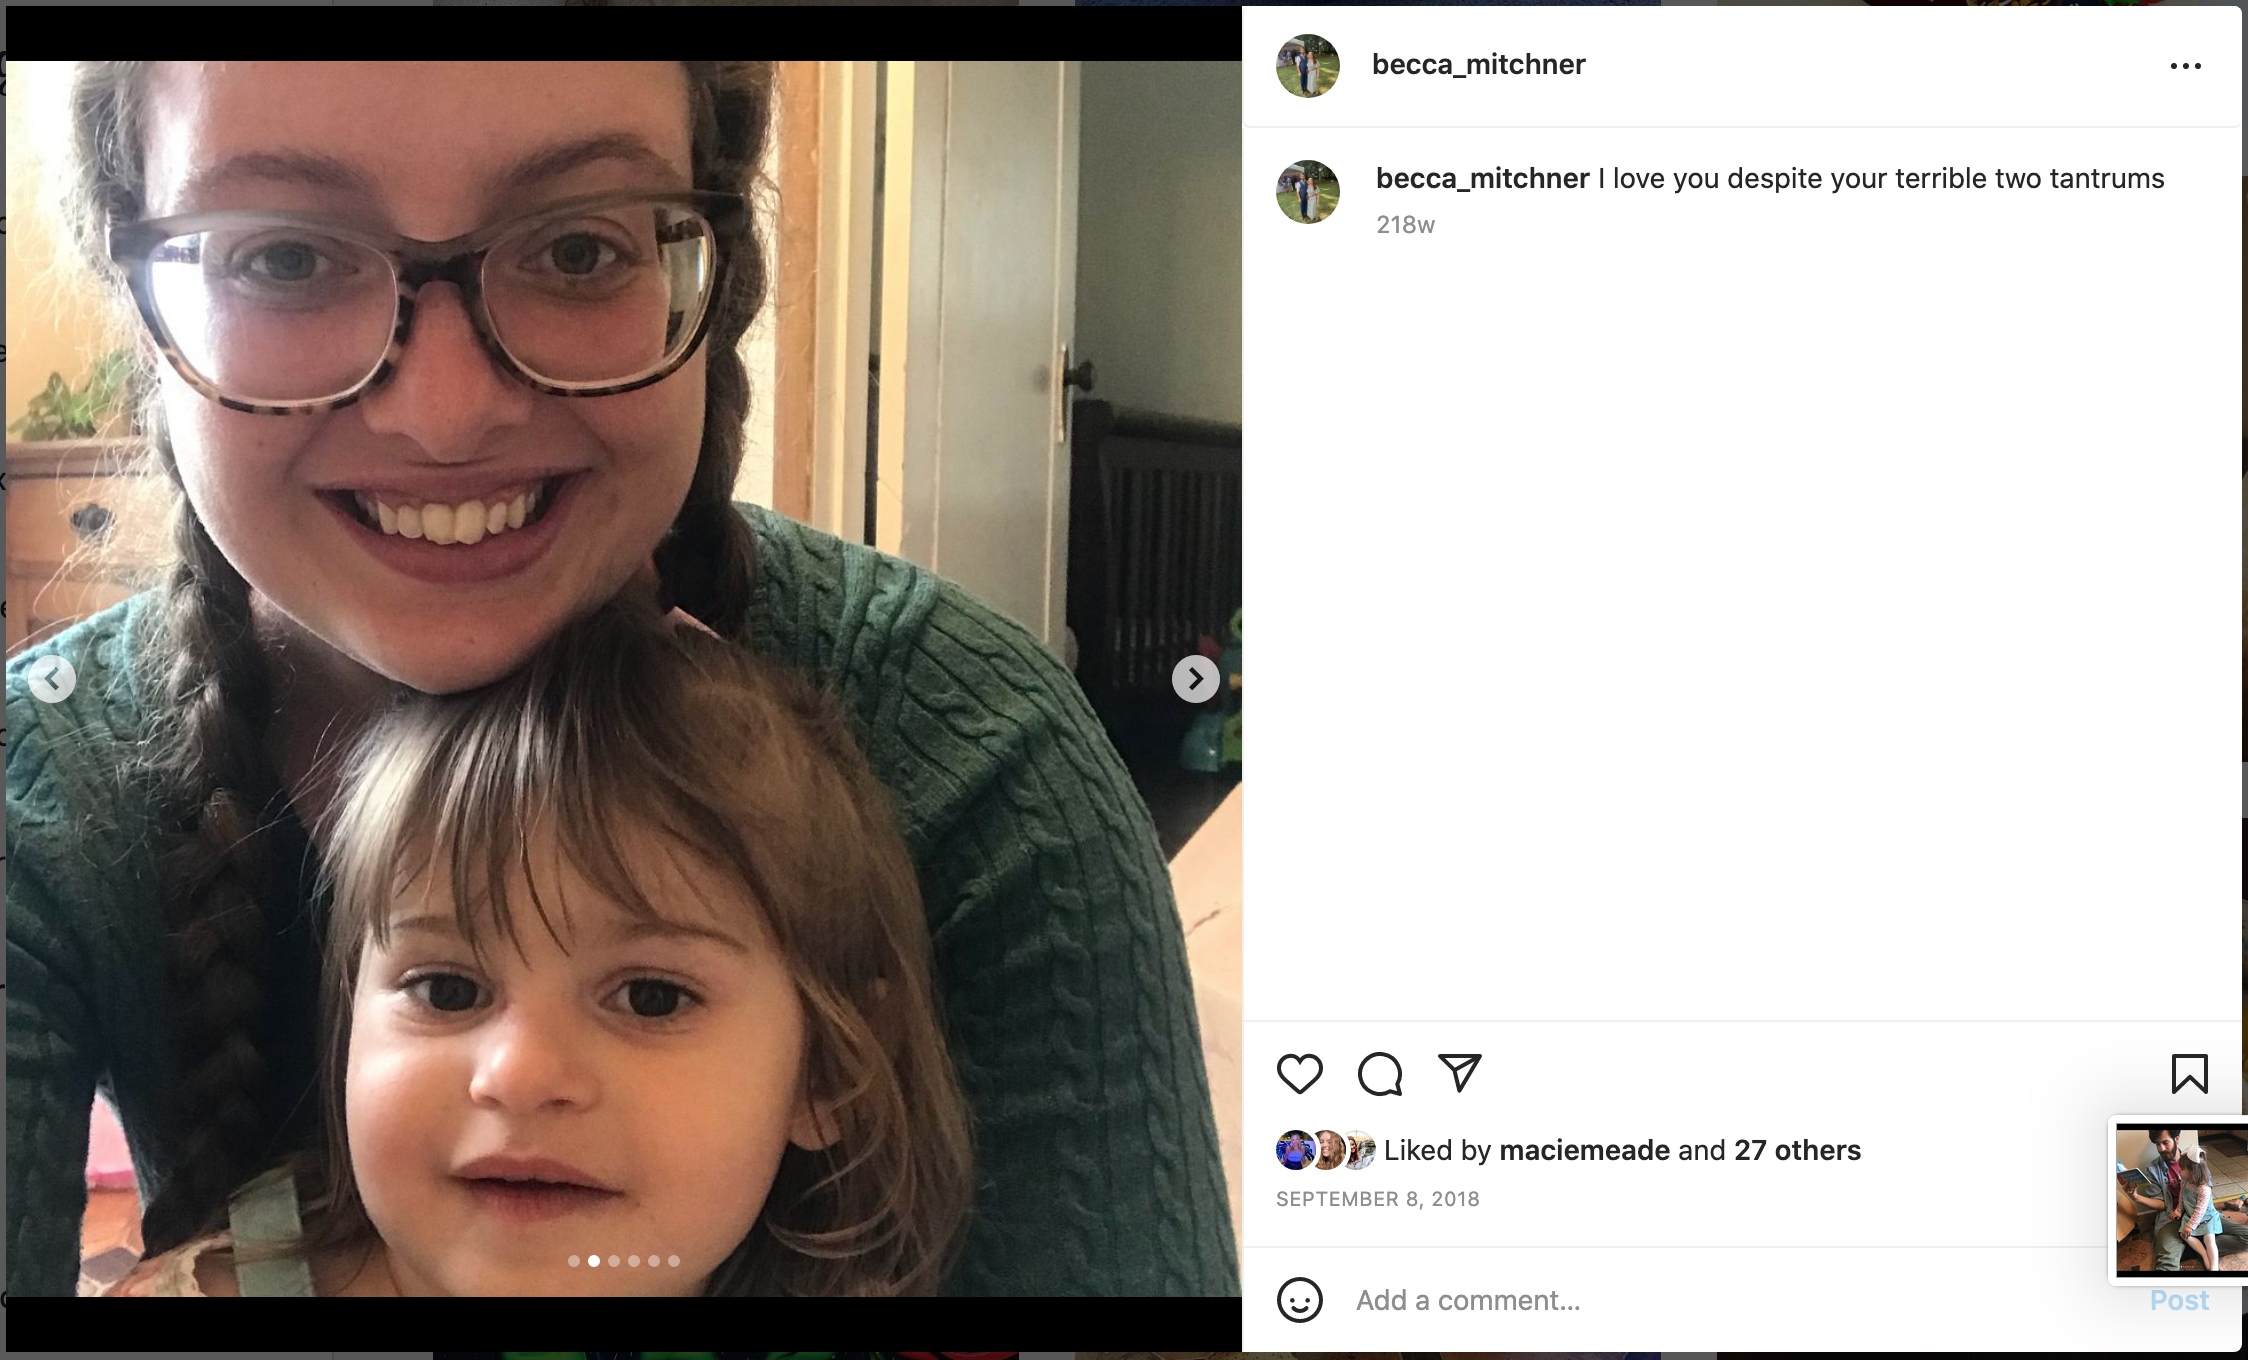 becca_mitchner
becca_mitchner I love you despite your terrible two tantrums
218w
Liked by maciemeade and 27 others
SEPTEMBER 8, 2018
Add a comment...
Post